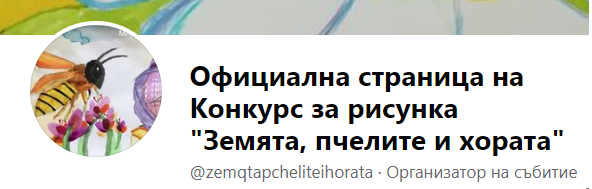 Официална страница на
Конкурс за рисунка
"Земята, пчелите и хората"
@zemqtapcheliteihorata · Организатор на събитие